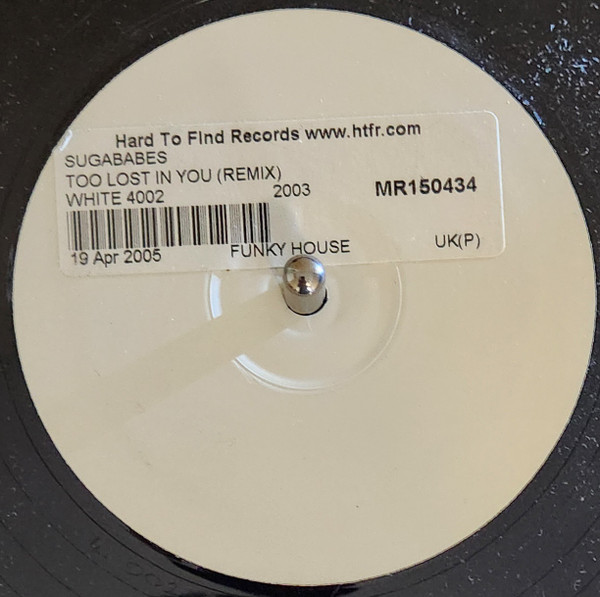 Hard To Find Records www.htfr.com
SUGABABES
TOO LOST IN YOU (REMIX)
WHITE 4002 2003 MR150434
19 Apr 2005 FUNKY HOUSE UK(P)